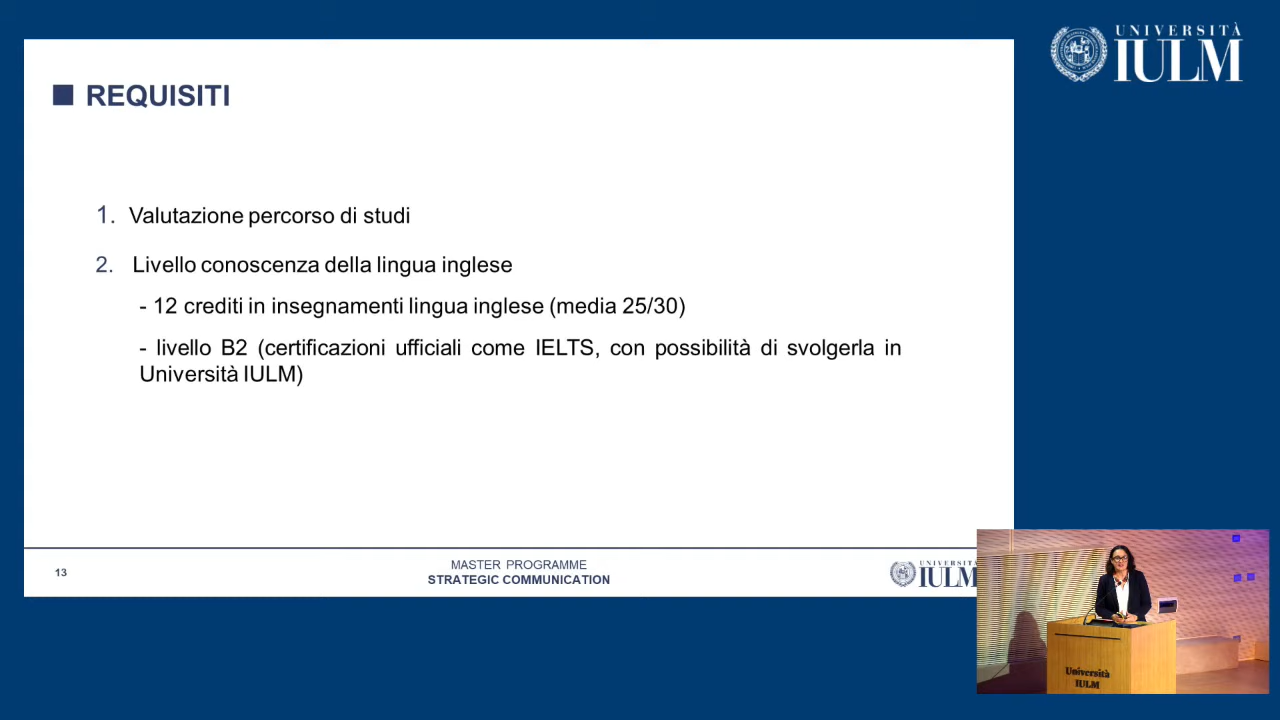 UNIVERSITÀ
IULM
REQUISITI
1. Valutazione percorso di studi
2. Livello conoscenza della lingua inglese
- 12 crediti in insegnamenti lingua inglese (media 25/30)
- livello B2 (certificazioni ufficiali come IELTS, con possibilità di svolgerla in
Università IULM)
13
MASTER PROGRAMME
STRATEGIC COMMUNICATION
UNIVERSITÀ
IULM
Università
IULM